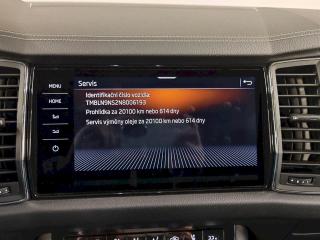 MENU
Servis
HOME
Identifikační číslo vozidla:
TMBLN9NS2N8006193
Prohlídka za 20100 km nebo 614 dny
Servis výměny oleje za 20100 km nebo 614 dny